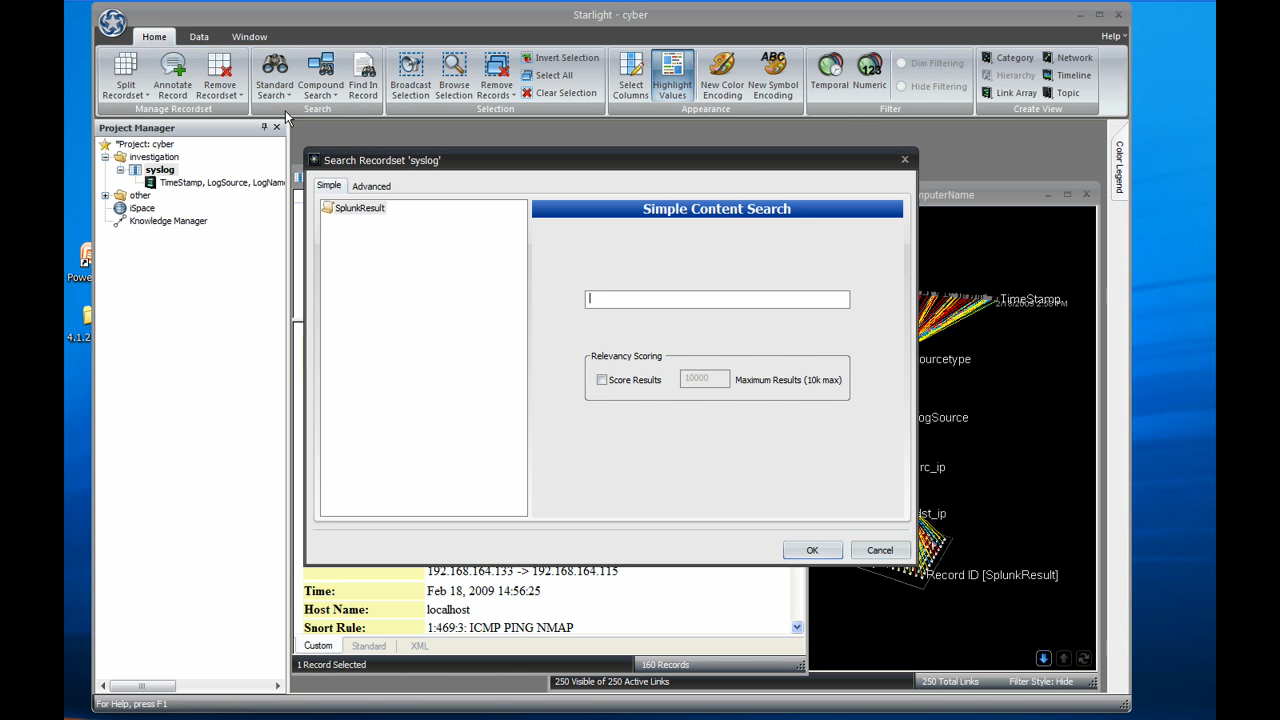 Starlight - cyber
Home Data Window Help
Split Recordset Annotate Record Remove Recordset
Manage Recordset
Standard Search Compound Search Find In Record
Search
Broadcast Selection Browse Selection Remove Records
Invert Selection
Select All
Clear Selection
Selection
Select Columns Highlight Values New Color Encoding New Symbol Encoding
Appearance
Temporal Numeric
Dim Filtering
Hide Filtering
Filter
Category Network
Hierarchy Timeline
Link Array Topic
Create View
Project Manager
*Project: cyber
investigation
syslog
TimeStamp, LogSource, LogName
other
iSpace
Knowledge Manager
Search Recordset 'syslog'
Simple Advanced
SplunkResult
Simple Content Search
Relevancy Scoring
Score Results 10000 Maximum Results (10k max)
OK Cancel
Color Legend
mputerName
TimeStamp
ourcetype
ogSource
rc_ip
st_ip
Record ID [SplunkResult]
192.168.164.133 -> 192.168.164.115
Time: Feb 18, 2009 14:56:25
Host Name: localhost
Snort Rule: 1:469:3: ICMP PING NMAP
Custom Standard XML
1 Record Selected 160 Records
250 Visible of 250 Active Links 250 Total Links Filter Style: Hide
For Help, press F1
Powe
4.1.2